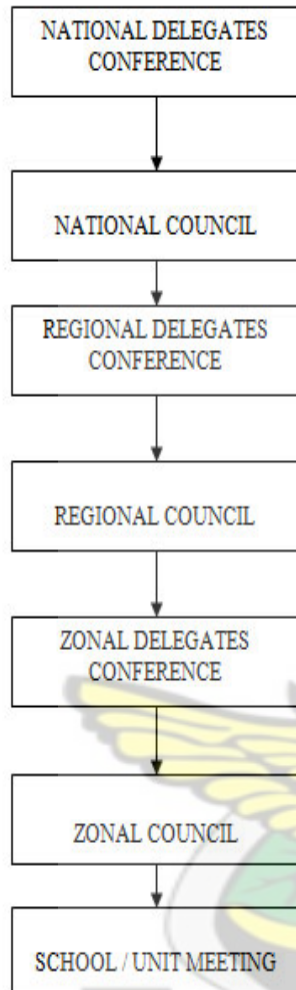 NATIONAL DELEGATES
CONFERENCE
NATIONAL COUNCIL
REGIONAL DELEGATES
CONFERENCE
REGIONAL COUNCIL
ZONAL DELEGATES
CONFERENCE
ZONAL COUNCIL
SCHOOL / UNIT MEETING